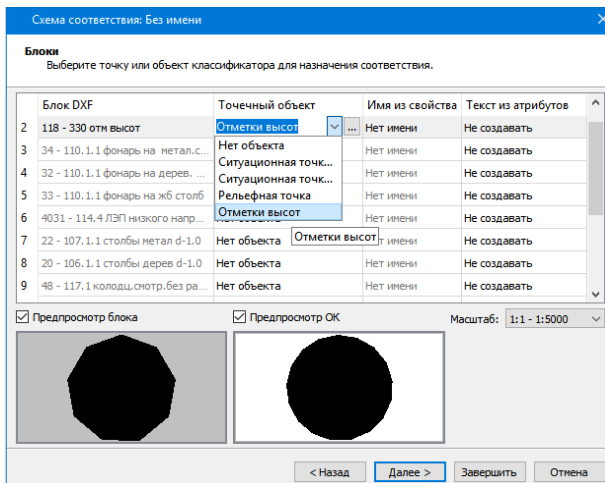 Схема соответствия: Без имени
Блоки
Выберите точку или объект классификатора для назначения соответствия.
Блок DXF Точечный объект Имя из свойства Текст из атрибутов
2 118 - 330 отм высот Отметки высот ... Нет имени Не создавать
3 34 - 110.1.1 фонарь на метал.с... Нет объекта Нет имени Не создавать
4 32 - 110.1.1 фонарь на дерев. ... Ситуационная точк... Нет имени Не создавать
Ситуационная точк...
5 33 - 110.1.1 фонарь на жб столб Рельефная точка Нет имени Не создавать
6 4031 - 114.4 ЛЭП низкого напр... Отметки высот Нет имени Не создавать
Отметки высот
7 22 - 107.1.1 столбы метал d-1.0 Нет объекта Нет имени Не создавать
8 20 - 106.1.1 столбы дерев d-1.0 Нет объекта Нет имени Не создавать
9 48 - 117.1 колодц.смотр.без ра... Нет объекта Нет имени Не создавать
Предпросмотр блока Предпросмотр ОК Масштаб: 1:1 - 1:5000
< Назад Далее > Завершить Отмена